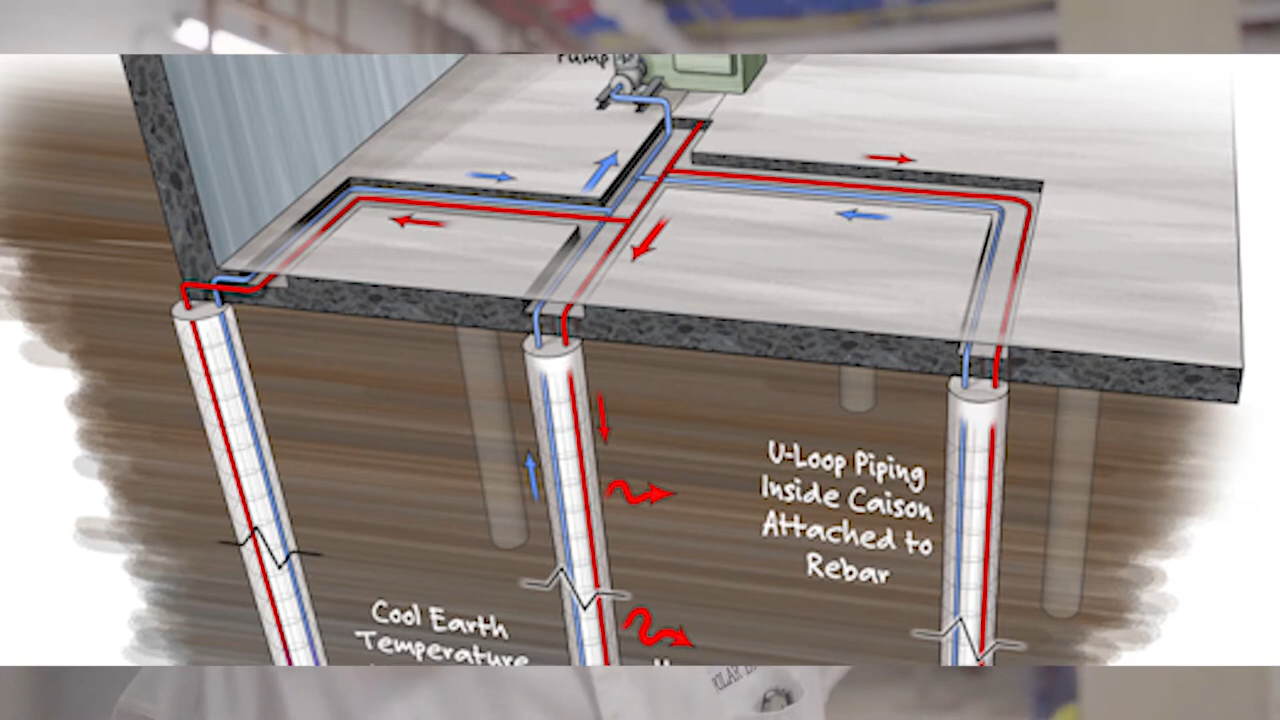 Pump
U-Loop Piping
Inside Caison
Attached to
Rebar
Cool Earth
Temperature